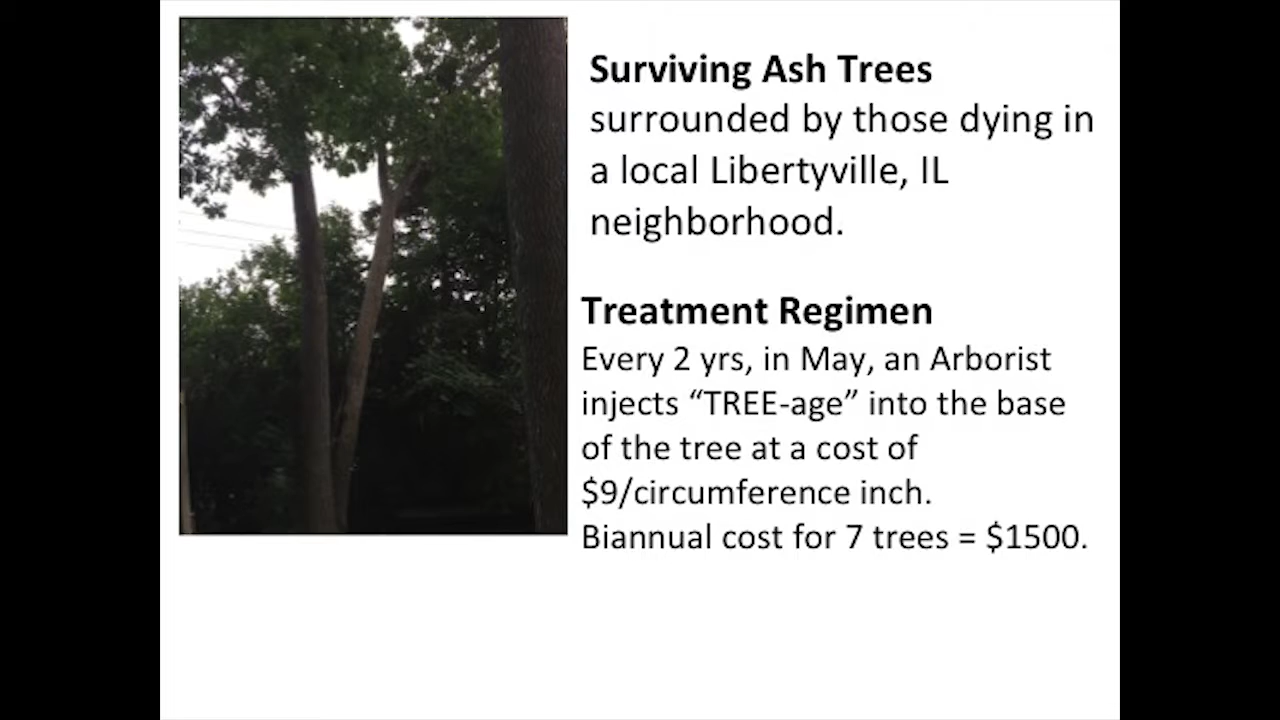 Surviving Ash Trees
surrounded by those dying in
a local Libertyville, IL
neighborhood.
Treatment Regimen
Every 2 yrs, in May, an Arborist
injects “TREE-age” into the base
of the tree at a cost of
$9/circumference inch.
Biannual cost for 7 trees = $1500.